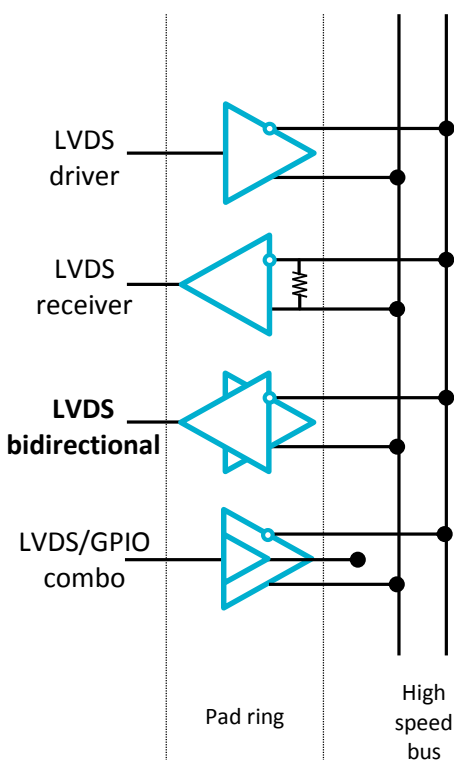 LVDS
driver
LVDS
receiver
LVDS
bidirectional
LVDS/GPIO
combo
Pad ring
High
speed
bus